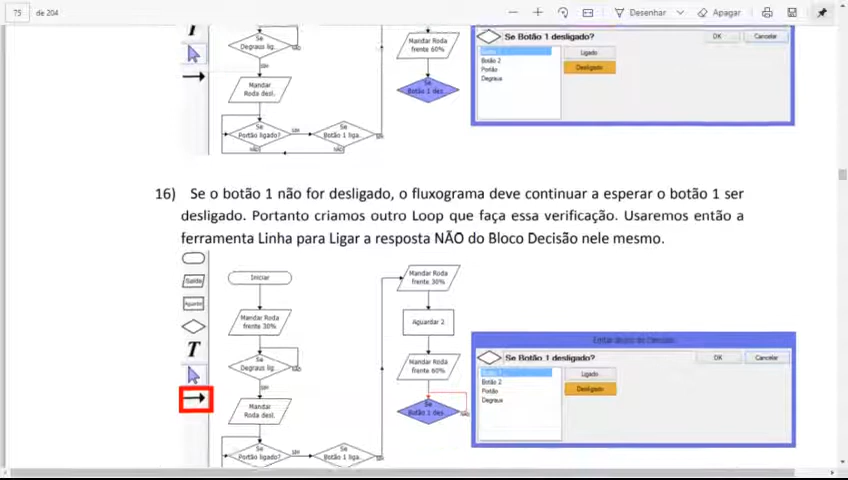 75
de 204
Desenhar
Apagar
Se
Degraus lig.
SIM
NÃO
Mandar
Roda desl.
Se
Portão ligado?
SIM
Se
Botão 1 liga.
NÃO
NÃO
Mandar Roda
frente 60%
Se
Botão 1 des...
Se Botão 1 desligado?
OK
Cancelar
Botão 2
Portão
Degraus
Ligado
Desligado
16) Se o botão 1 não for desligado, o fluxograma deve continuar a esperar o botão 1 ser
desligado. Portanto criamos outro Loop que faça essa verificação. Usaremos então a
ferramenta Linha para Ligar a resposta NÃO do Bloco Decisão nele mesmo.
Saída
Aguardar
T
Iniciar
Mandar Roda
frente 30%
Se
Degraus lig.
NÃO
SIM
Mandar
Roda desl.
Se
Portão ligado?
SIM
Se
Botão 1 liga.
Mandar Roda
frente 30%
Aguardar 2
Mandar Roda
frente 60%
Se
Botão 1 des...
NÃO
Se Botão 1 desligado?
OK
Cancelar
Botão 2
Portão
Degraus
Ligado
Desligado